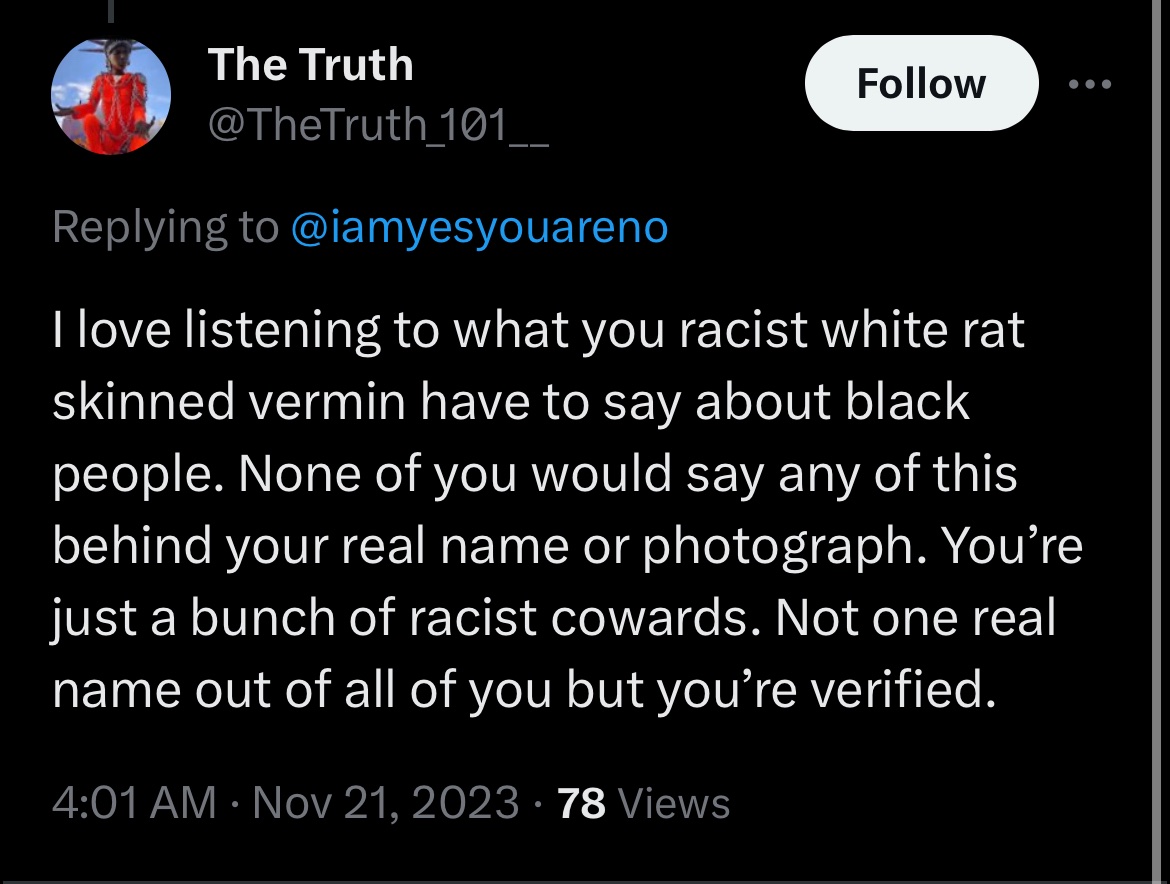 The Truth
Follow
@TheTruth_101__
Replying to @iamyesyouareno
I love listening to what you racist white rat
skinned vermin have to say about black
people. None of you would say any of this
behind your real name or photograph. You’re
just a bunch of racist cowards. Not one real
name out of all of you but you’re verified.
4:01 AM · Nov 21, 2023 · 78 Views